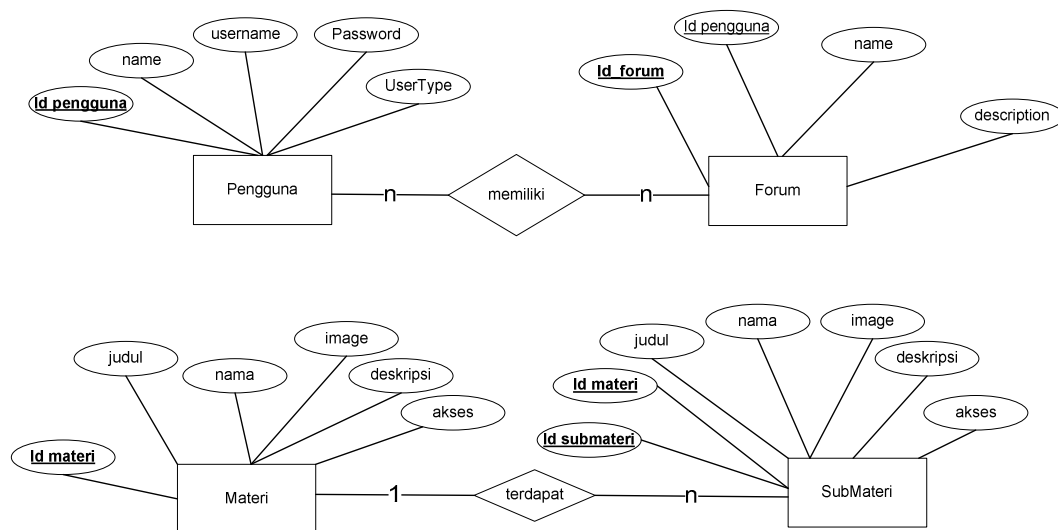 username
Password
name
UserType
Id pengguna
Pengguna
n
memiliki
n
Id pengguna
name
Id_forum
description
Forum
image
judul
nama
deskripsi
akses
Id materi
Materi
1
terdapat
n
nama
image
judul
deskripsi
Id materi
akses
Id submateri
SubMateri